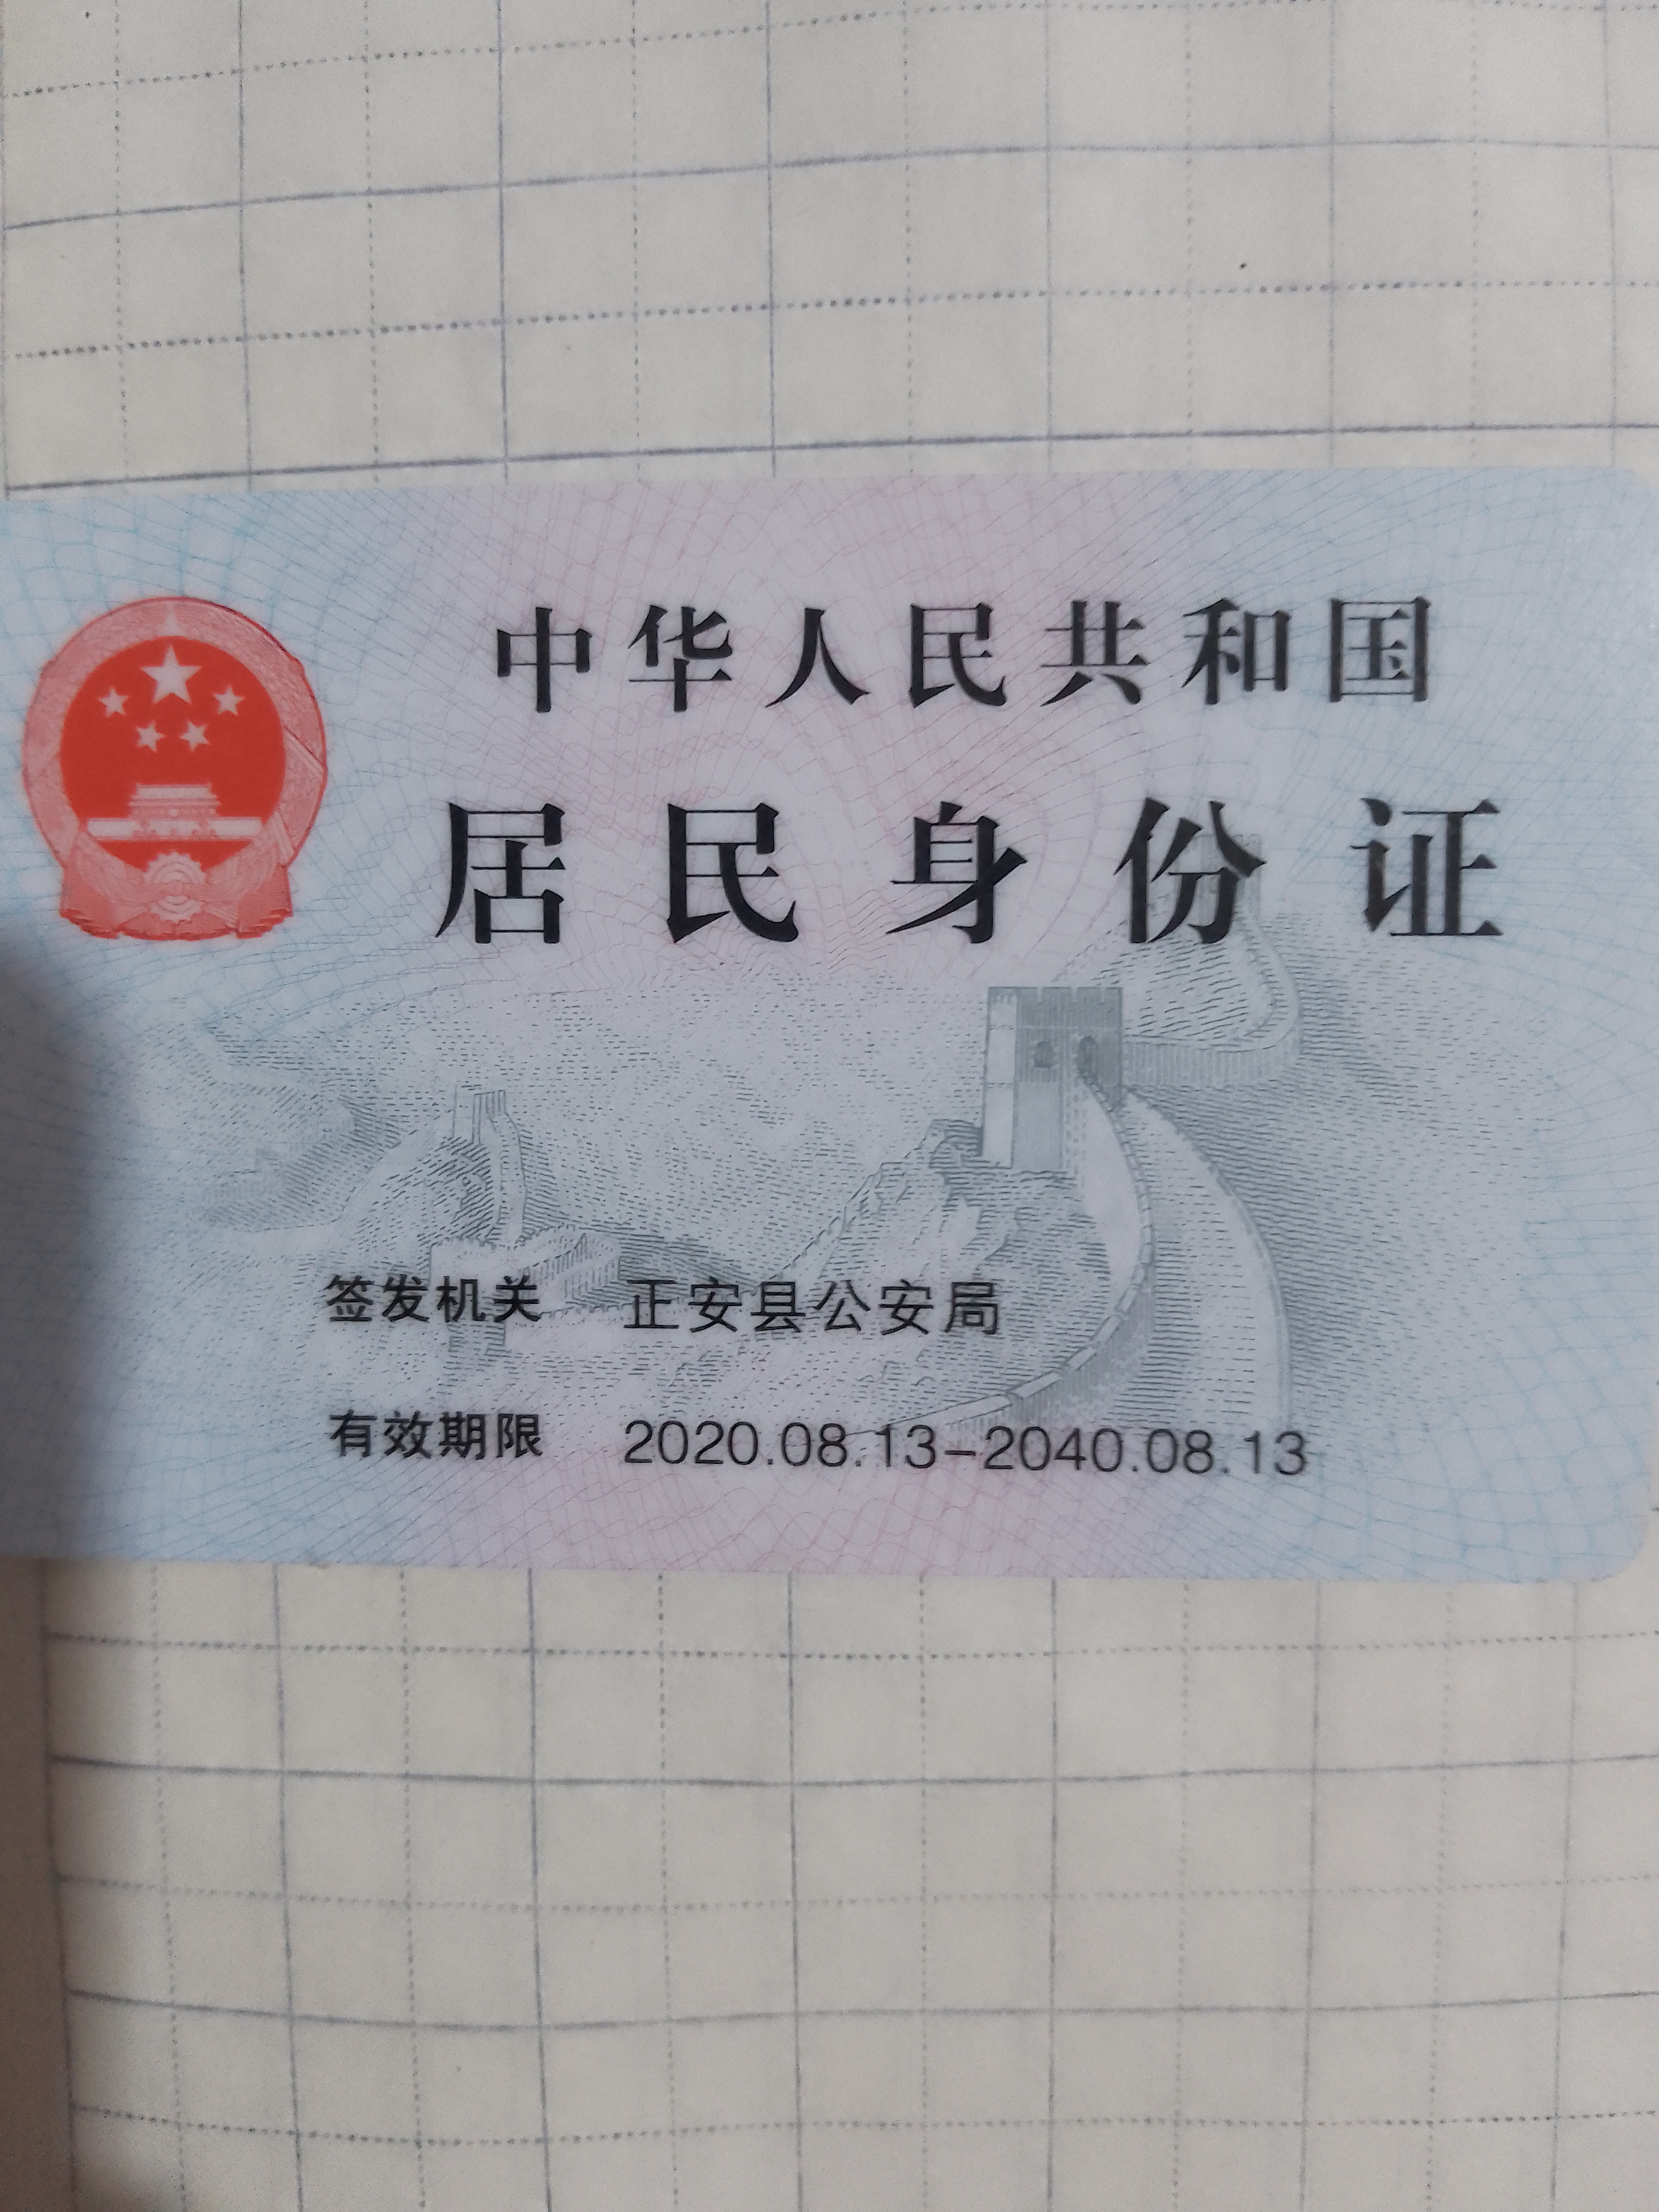 中华人民共和国
居民身份证
签发机关 正安县公安局
有效期限 2020.08.13-2040.08.13